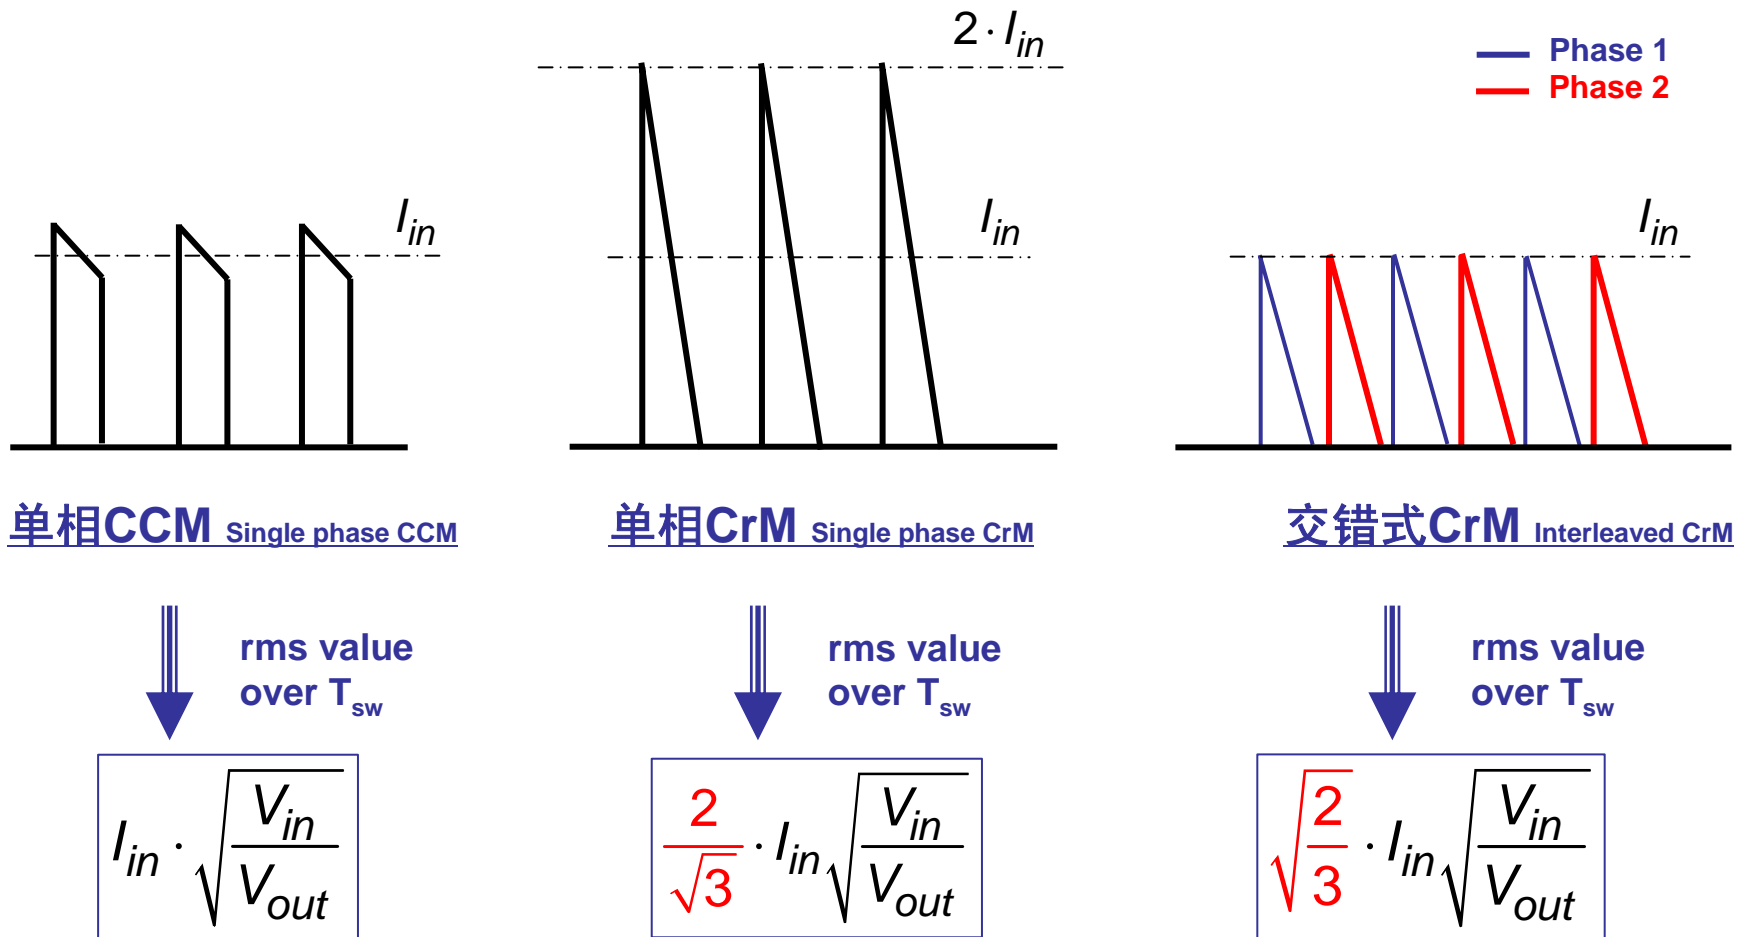 2 · I_in
Phase 1
Phase 2
I_in
I_in
I_in
单相CCM Single phase CCM
单相CrM Single phase CrM
交错式CrM Interleaved CrM
rms value
over T_sw
rms value
over T_sw
rms value
over T_sw
I_in · √(V_in / V_out)
2/√3 · I_in √(V_in / V_out)
√(2/3) · I_in √(V_in / V_out)